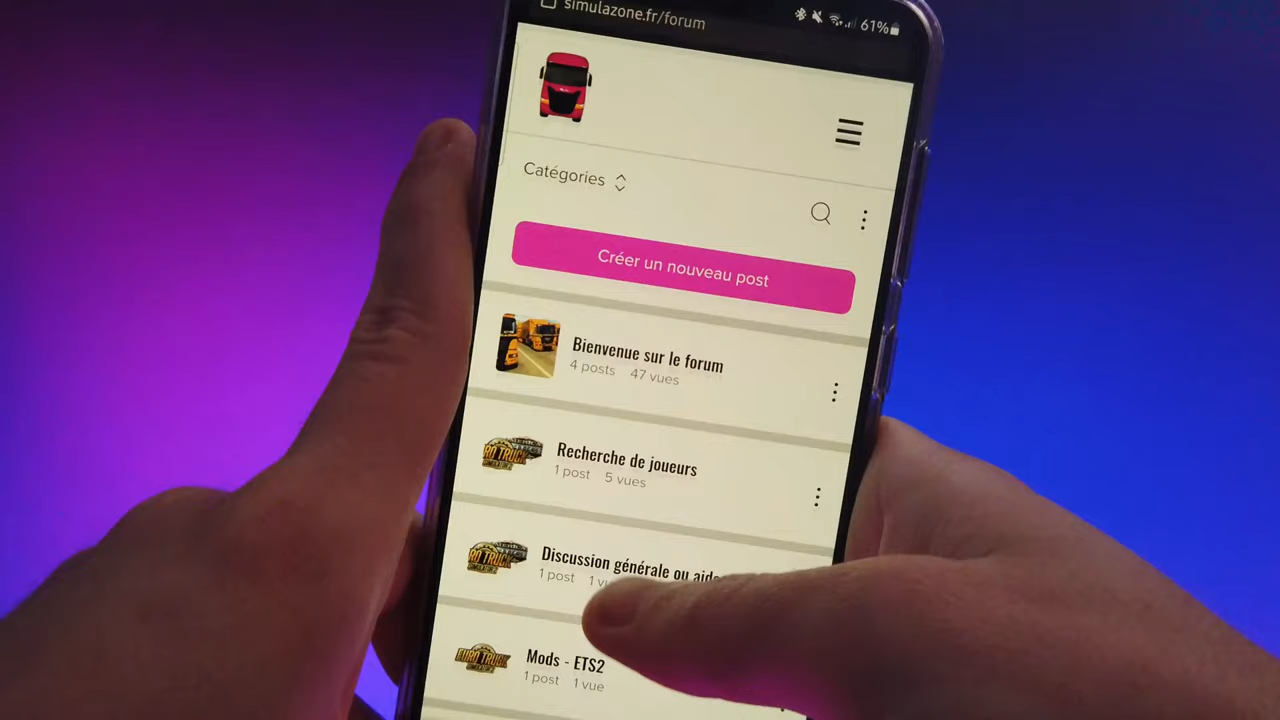 simulazone.fr/forum
61%
Catégories
Créer un nouveau post
Bienvenue sur le forum
4 posts 47 vues
Recherche de joueurs
1 post 5 vues
Discussion générale ou
1 post 1
Mods - ETS2
1 post 1 vue